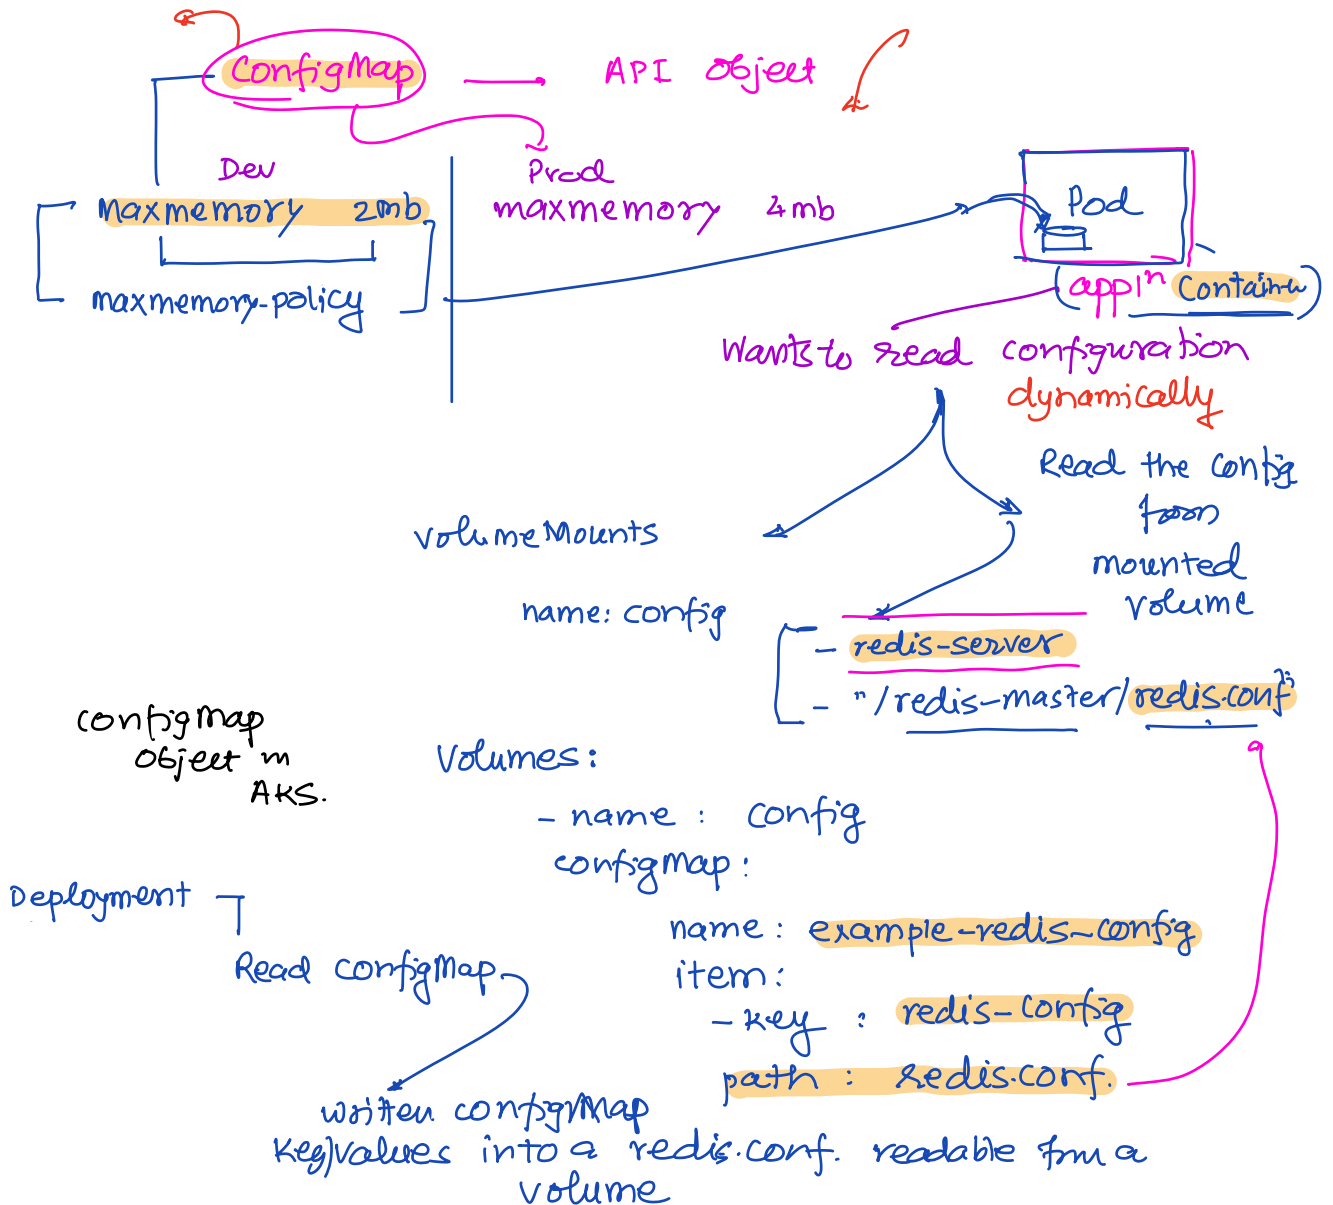 ConfigMap → API Object
Dev
Prod
maxmemory 2mb
maxmemory 4mb
maxmemory-policy
Pod
(appln Container)
Wants to read configuration
dynamically
Read the config
from
mounted
volume
volumeMounts
name: config
- redis-server
- "/redis-master/redis.conf"
configMap
Object in
AKS.
Volumes:
- name: config
configMap:
name: example-redis-config
item:
- key: redis-config
path: redis.conf.
Deployment
Read configMap
written configMap
key/values into a redis.conf. readable from a
volume